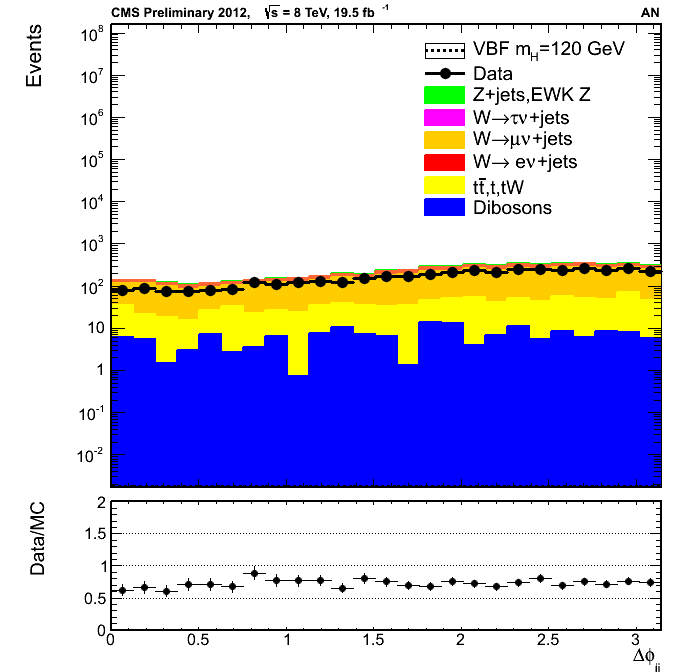 CMS Preliminary 2012, √s = 8 TeV, 19.5 fb⁻¹ AN
Events
10⁸
10⁷
10⁶
10⁵
10⁴
10³
10²
10
1
10⁻¹
10⁻²
VBF m_H=120 GeV
Data
Z+jets,EWK Z
W→τν+jets
W→μν+jets
W→ eν+jets
tt̄,t,tW
Dibosons
Data/MC
2
1.5
1
0.5
0
0 0.5 1 1.5 2 2.5 3
Δϕ_jj